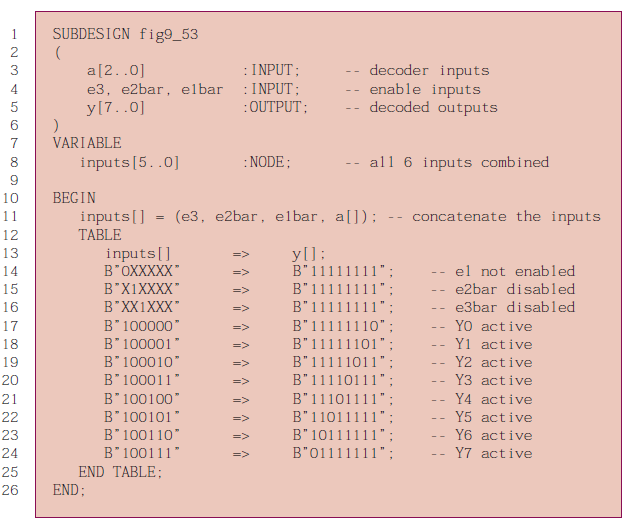 1 SUBDESIGN fig9_53
2 (
3 a[2..0] :INPUT; -- decoder inputs
4 e3, e2bar, e1bar :INPUT; -- enable inputs
5 y[7..0] :OUTPUT; -- decoded outputs
6 )
7 VARIABLE
8 inputs[5..0] :NODE; -- all 6 inputs combined
9
10 BEGIN
11 inputs[] = (e3, e2bar, e1bar, a[]); -- concatenate the inputs
12 TABLE
13 inputs[] => y[];
14 B"0XXXXX" => B"11111111"; -- e1 not enabled
15 B"X1XXXX" => B"11111111"; -- e2bar disabled
16 B"XX1XXX" => B"11111111"; -- e3bar disabled
17 B"100000" => B"11111110"; -- Y0 active
18 B"100001" => B"11111101"; -- Y1 active
19 B"100010" => B"11111011"; -- Y2 active
20 B"100011" => B"11110111"; -- Y3 active
21 B"100100" => B"11101111"; -- Y4 active
22 B"100101" => B"11011111"; -- Y5 active
23 B"100110" => B"10111111"; -- Y6 active
24 B"100111" => B"01111111"; -- Y7 active
25 END TABLE;
26 END;